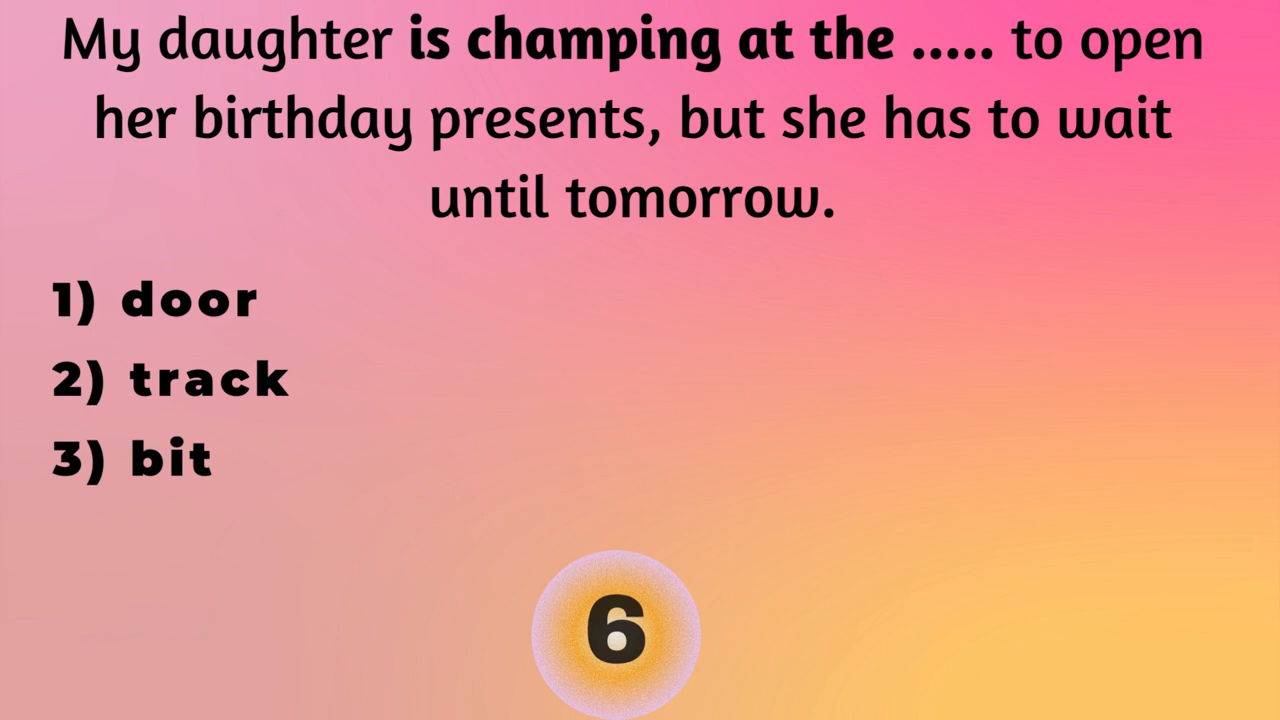 My daughter is champing at the ..... to open
her birthday presents, but she has to wait
until tomorrow.
1) door
2) track
3) bit
6